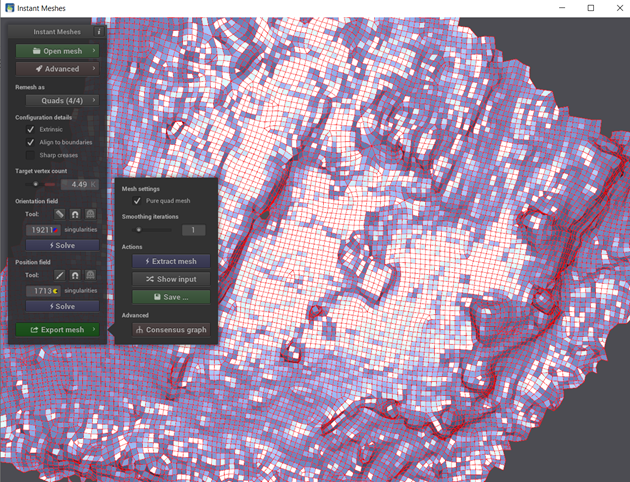 Instant Meshes
Instant Meshes i
Open mesh
Advanced
Remesh as
Quads (4/4)
Configuration details
Extrinsic
Align to boundaries
Sharp creases
Target vertex count
4.49
Orientation field
Tool:
19211 singularities
Solve
Position field
Tool:
1713 singularities
Solve
Export mesh
Mesh settings
Pure quad mesh
Smoothing iterations
1
Actions
Extract mesh
Show input
Save ...
Advanced
Consensus graph